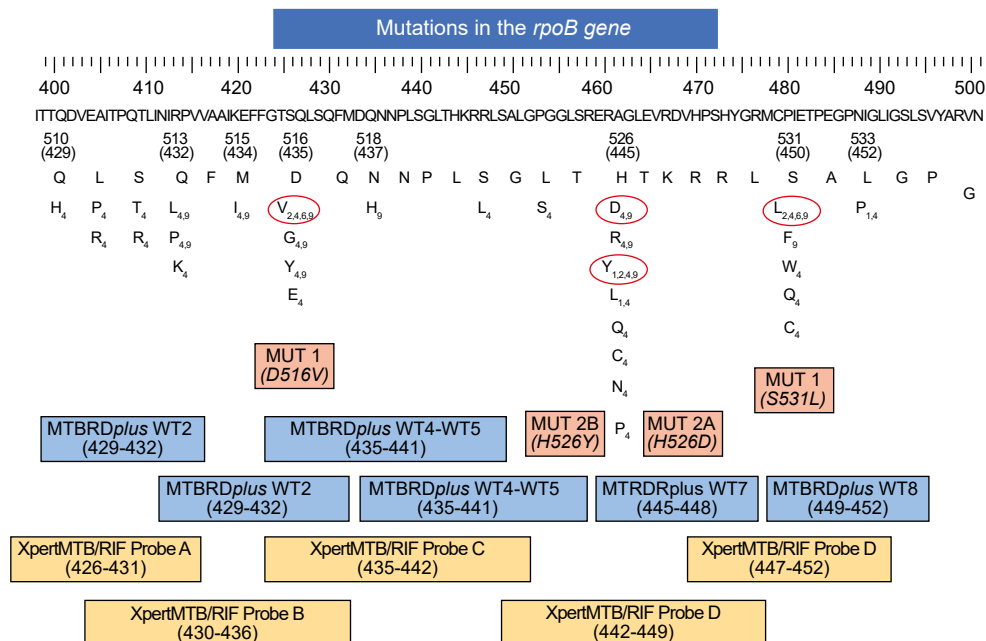 Mutations in the rpoB gene
400 410 420 430 440 450 460 470 480 490 500
ITTQDVEAITPQTLINIRPVVAAIKEFFGTSQLSQFMDQNNPLSGLTHKRRLSALGPGGLSRERAGLEVRDVHPSHYGRMCPIETPEGPNIGLIGSLSVYARVN
510 513 515 516 518 526 531 533
(429) (432) (434) (435) (437) (445) (450) (452)
Q L S Q F M D Q N N P L S G L T H T K R R L S A L G P G
H4 P4 T4 L4,9 I4,9 V2,4,6,9 H9 L4 S4 D4,9 L2,4,6,9 P1,4
R4 R4 P4,9 G4,9 R4,9 F9
K4 Y4,9 Y1,2,4,9 W4
E4 L1,4 Q4
Q4 C4
C4
N4
P4
MUT 1
(D516V)
MUT 1
(S531L)
MUT 2B
(H526Y)
MUT 2A
(H526D)
MTBRDplus WT2
(429-432)
MTBRDplus WT4-WT5
(435-441)
MTBRDplus WT2
(429-432)
MTBRDplus WT4-WT5
(435-441)
MTRDRplus WT7
(445-448)
MTBRDplus WT8
(449-452)
XpertMTB/RIF Probe A
(426-431)
XpertMTB/RIF Probe C
(435-442)
XpertMTB/RIF Probe D
(447-452)
XpertMTB/RIF Probe B
(430-436)
XpertMTB/RIF Probe D
(442-449)